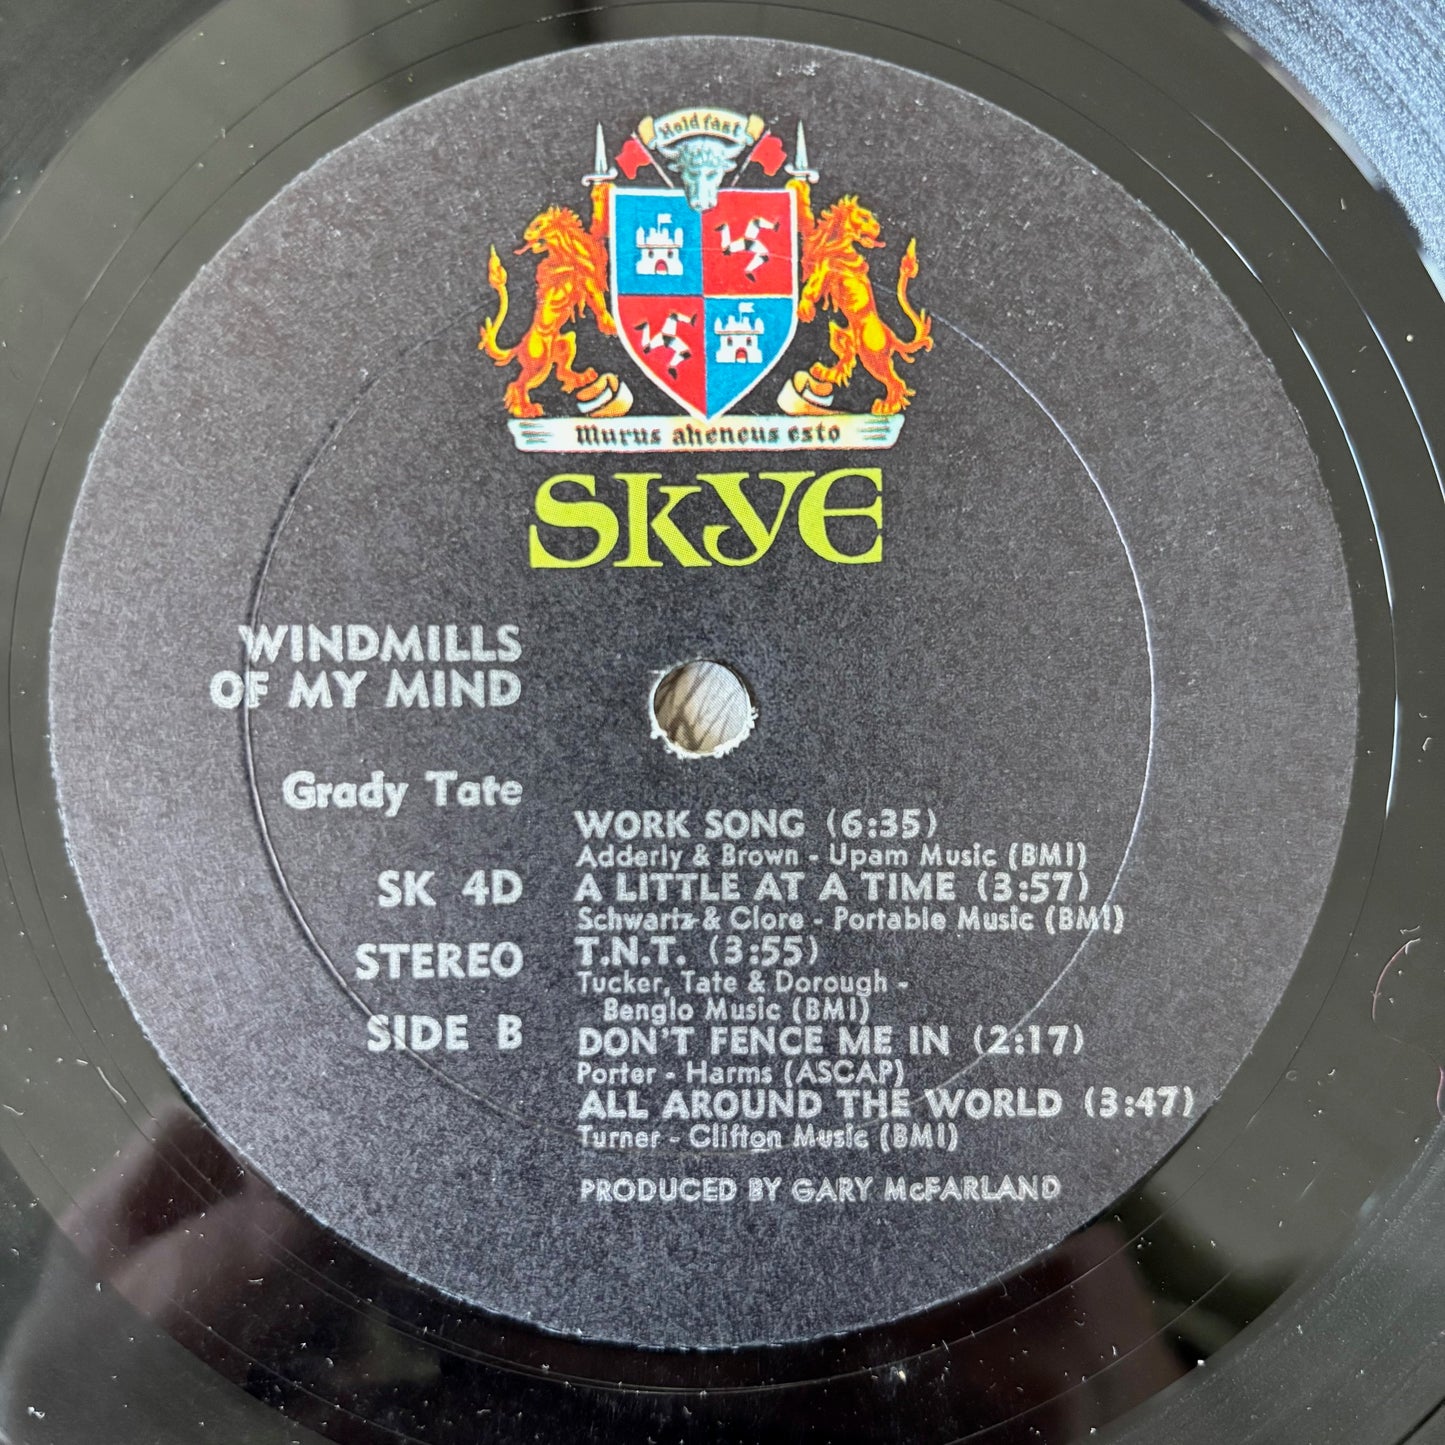 Hold fast
Murus aheneus esto
SKYE
WINDMILLS
OF MY MIND
Grady Tate
SK 4D
STEREO
SIDE B
WORK SONG (6:35)
Adderly & Brown - Upam Music (BMI)
A LITTLE AT A TIME (3:57)
Schwartz & Clore - Portable Music (BMI)
T.N.T. (3:55)
Tucker, Tate & Dorough -
Benglo Music (BMI)
DON'T FENCE ME IN (2:17)
Porter - Harms (ASCAP)
ALL AROUND THE WORLD (3:47)
Turner - Clifton Music (BMI)
PRODUCED BY GARY McFARLAND